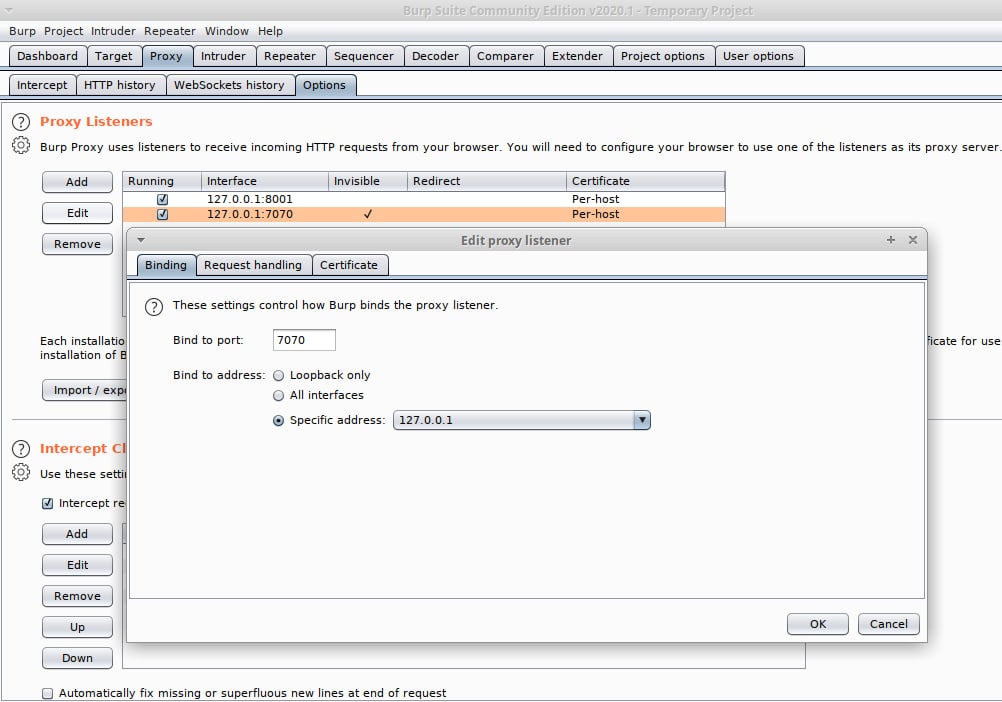 Burp Suite Community Edition v2020.1 - Temporary Project
Burp Project Intruder Repeater Window Help
Dashboard Target Proxy Intruder Repeater Sequencer Decoder Comparer Extender Project options User options
Intercept HTTP history WebSockets history Options
? Proxy Listeners
Burp Proxy uses listeners to receive incoming HTTP requests from your browser. You will need to configure your browser to use one of the listeners as its proxy server.
Add Running Interface Invisible Redirect Certificate
127.0.0.1:8001 Per-host
Edit 127.0.0.1:7070 ✓ Per-host
Remove
Edit proxy listener
Binding Request handling Certificate
? These settings control how Burp binds the proxy listener.
Bind to port: 7070
Bind to address: Loopback only
All interfaces
Specific address: 127.0.0.1
OK Cancel
Each installatio ficate for use
installation of B
Import / expo
? Intercept Cl
Use these setti
Intercept re
Add
Edit
Remove
Up
Down
Automatically fix missing or superfluous new lines at end of request